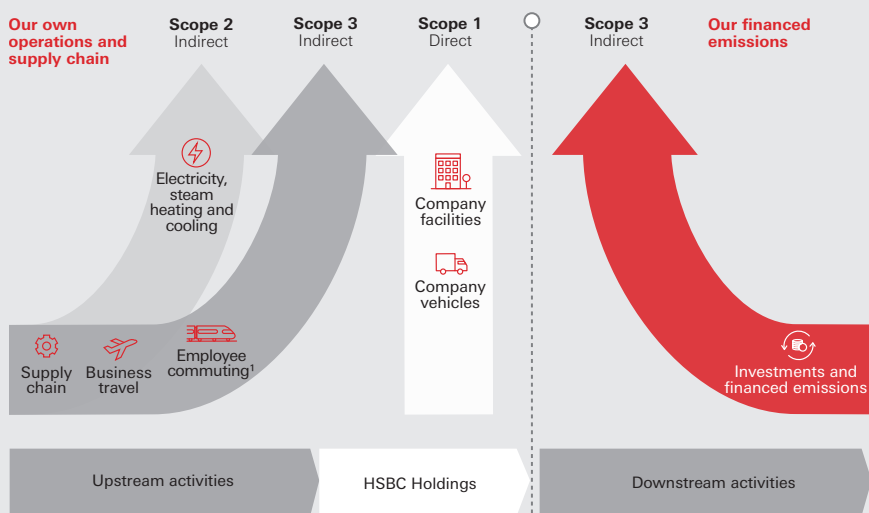 Our own
operations and
supply chain
Scope 2
Indirect
Scope 3
Indirect
Scope 1
Direct
Scope 3
Indirect
Our financed
emissions
Electricity,
steam
heating and
cooling
Company
facilities
Company
vehicles
Supply
chain
Business
travel
Employee
commuting¹
Investments and
financed emissions
Upstream activities
HSBC Holdings
Downstream activities